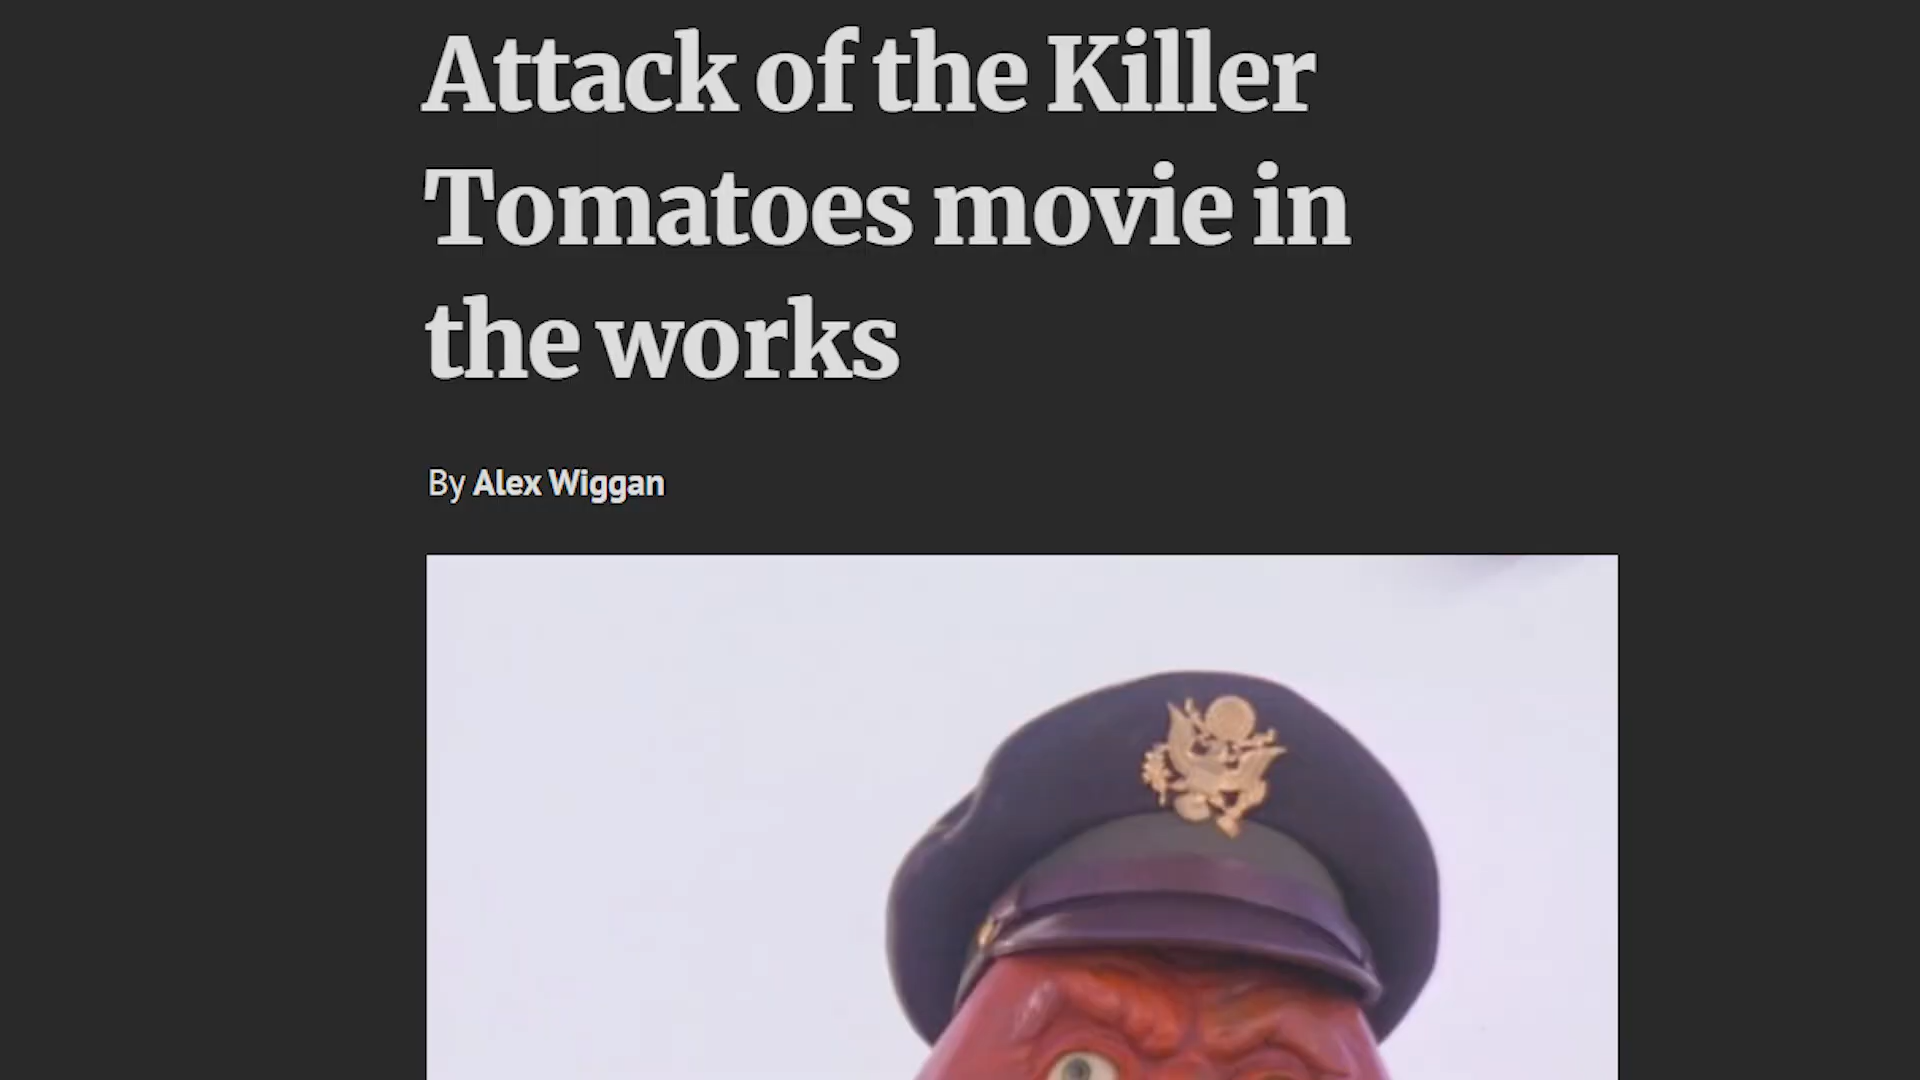 Attack of the Killer
Tomatoes movie in
the works
By Alex Wiggan